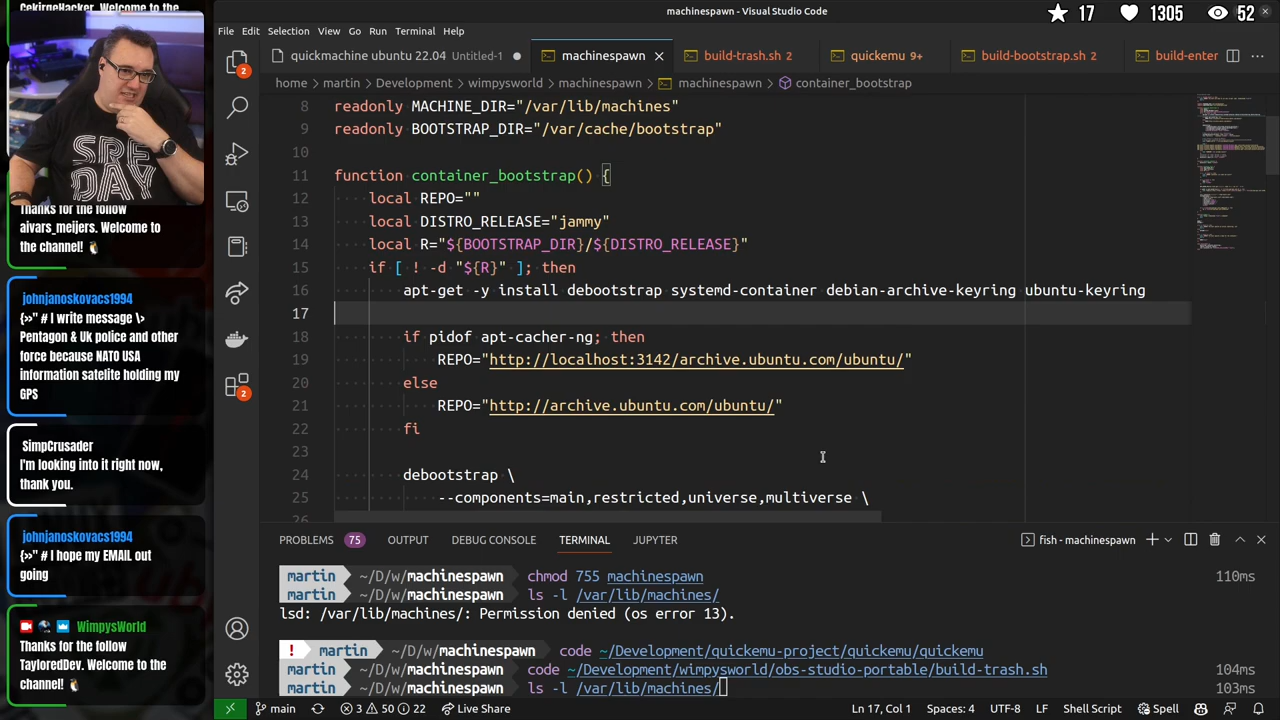 CekirgeHacker. Welcome to
the channel! 🐧
Thanks for the follow
aivars_meijers. Welcome to
the channel! 🐧
johnjanoskovacs1994
{>>" # I write message \>
Pentagon & Uk police and other
force because NATO USA
information satelite holding my
GPS
SimpCrusader
I'm looking into it right now,
thank you.
johnjanoskovacs1994
{>>" # I hope my EMAIL out
going
WimpysWorld
Thanks for the follow
TayloredDev. Welcome to the
channel! 🐧
SRE
DAY
machinespawn - Visual Studio Code
17 1305 52
File Edit Selection View Go Run Terminal Help
quickmachine ubuntu 22.04 Untitled-1 machinespawn build-trash.sh 2 quickemu 9+ build-bootstrap.sh 2 build-enter
home > martin > Development > wimpysworld > machinespawn > machinespawn > container_bootstrap
8 readonly MACHINE_DIR="/var/lib/machines"
9 readonly BOOTSTRAP_DIR="/var/cache/bootstrap"
10
11 function container_bootstrap() {
12 local REPO=""
13 local DISTRO_RELEASE="jammy"
14 local R="${BOOTSTRAP_DIR}/${DISTRO_RELEASE}"
15 if [ ! -d "${R}" ]; then
16 apt-get -y install debootstrap systemd-container debian-archive-keyring ubuntu-keyring
17
18 if pidof apt-cacher-ng; then
19 REPO="http://localhost:3142/archive.ubuntu.com/ubuntu/"
20 else
21 REPO="http://archive.ubuntu.com/ubuntu/"
22 fi
23
24 debootstrap \
25 --components=main,restricted,universe,multiverse \
26
PROBLEMS 75 OUTPUT DEBUG CONSOLE TERMINAL JUPYTER fish - machinespawn
martin ~/D/w/machinespawn chmod 755 machinespawn 110ms
martin ~/D/w/machinespawn ls -l /var/lib/machines/
lsd: /var/lib/machines/: Permission denied (os error 13).
! martin ~/D/w/machinespawn code ~/Development/quickemu-project/quickemu/quickemu
martin ~/D/w/machinespawn code ~/Development/wimpysworld/obs-studio-portable/build-trash.sh 104ms
martin ~/D/w/machinespawn ls -l /var/lib/machines/ 103ms
main 3 50 22 Live Share Ln 17, Col 1 Spaces: 4 UTF-8 LF Shell Script Spell